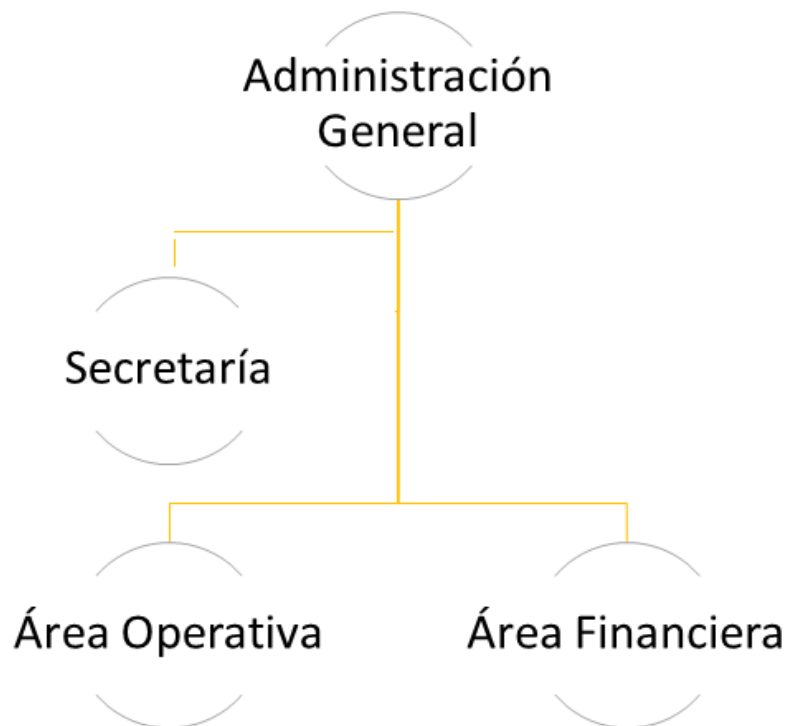 Administración
General
Secretaría
Área Operativa
Área Financiera